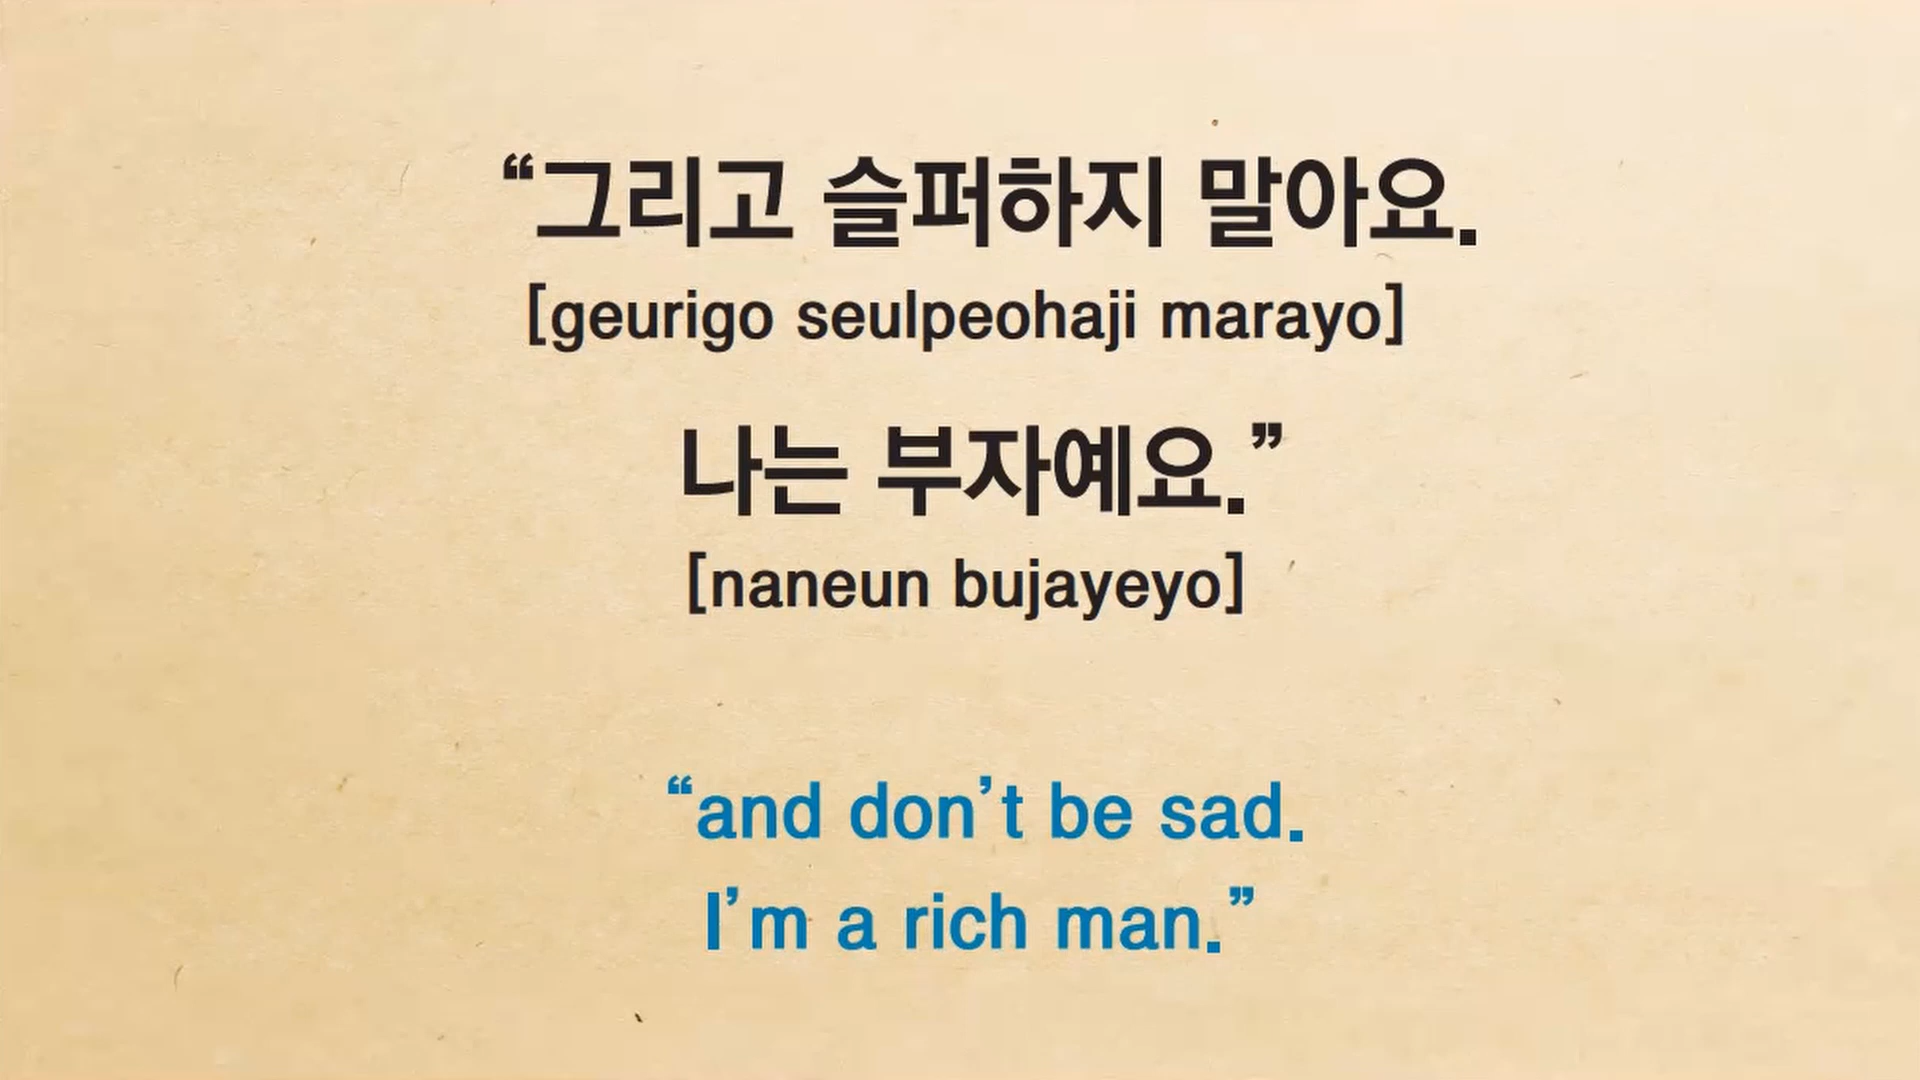 “그리고 슬퍼하지 말아요.
[geurigo seulpeohaji marayo]
나는 부자예요.”
[naneun bujayeyo]
“and don’t be sad.
I’m a rich man.”